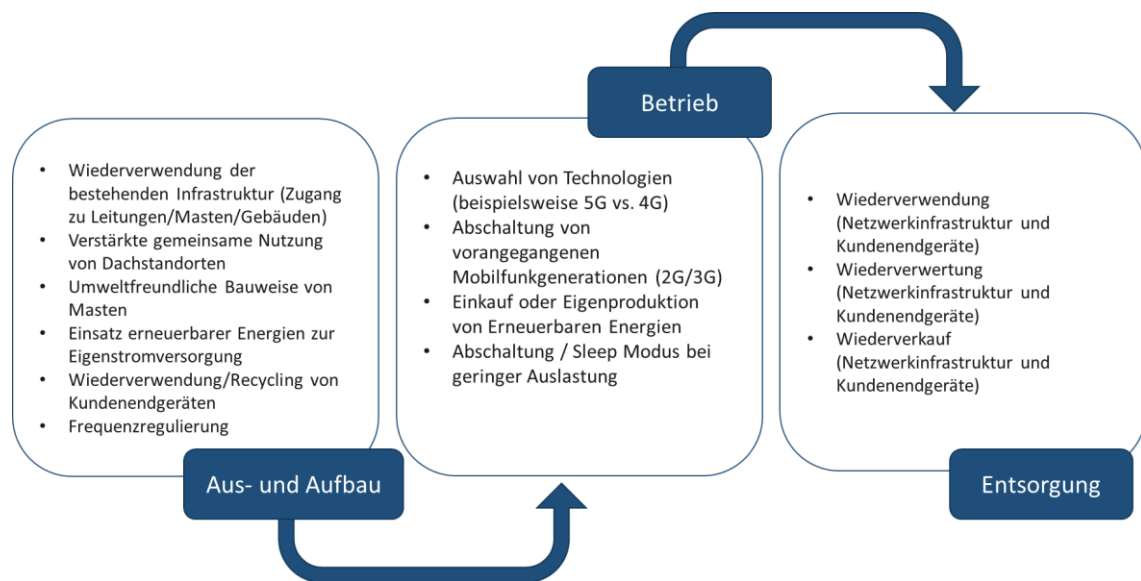 Aus- und Aufbau
• Wiederverwendung der
bestehenden Infrastruktur (Zugang
zu Leitungen/Masten/Gebäuden)
• Verstärkte gemeinsame Nutzung
von Dachstandorten
• Umweltfreundliche Bauweise von
Masten
• Einsatz erneuerbarer Energien zur
Eigenstromversorgung
• Wiederverwendung/Recycling von
Kundenendgeräten
• Frequenzregulierung
Betrieb
• Auswahl von Technologien
(beispielsweise 5G vs. 4G)
• Abschaltung von
vorangegangenen
Mobilfunkgenerationen (2G/3G)
• Einkauf oder Eigenproduktion
von Erneuerbaren Energien
• Abschaltung / Sleep Modus bei
geringer Auslastung
Entsorgung
• Wiederverwendung
(Netzwerkinfrastruktur und
Kundenendgeräte)
• Wiederverwertung
(Netzwerkinfrastruktur und
Kundenendgeräte)
• Wiederverkauf
(Netzwerkinfrastruktur und
Kundenendgeräte)